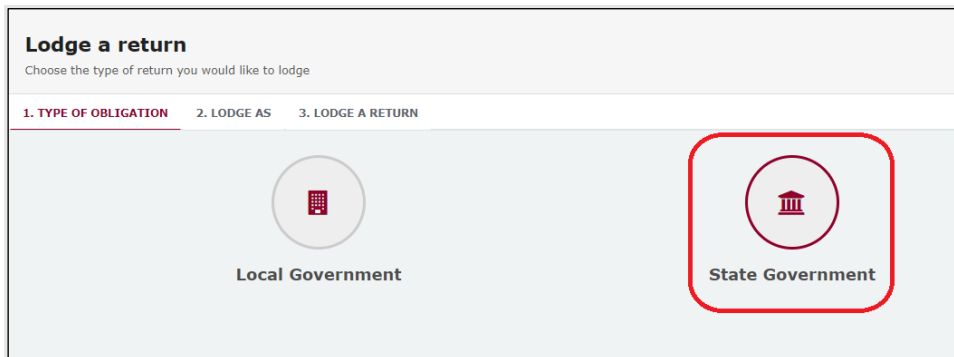 Lodge a return
Choose the type of return you would like to lodge
1. TYPE OF OBLIGATION 2. LODGE AS 3. LODGE A RETURN
Local Government State Government